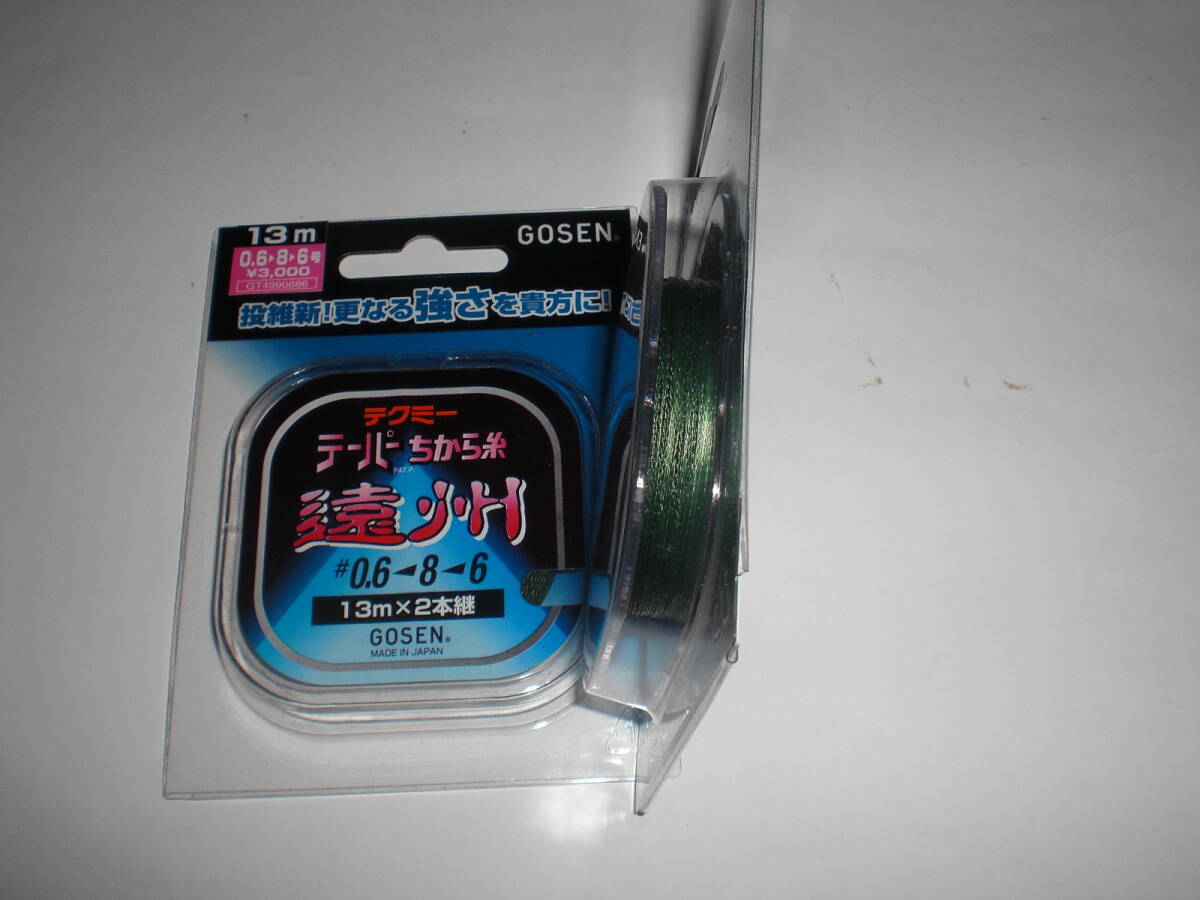 13m
GOSEN®
0.6▶8▶6号
¥3,000
GT4990686
投維新!更なる強さを貴方に!
テクミー
テーパーちから糸
PAT.P.
遠州
#0.6◀8◀6
13m×2本継
GOSEN®
MADE IN JAPAN